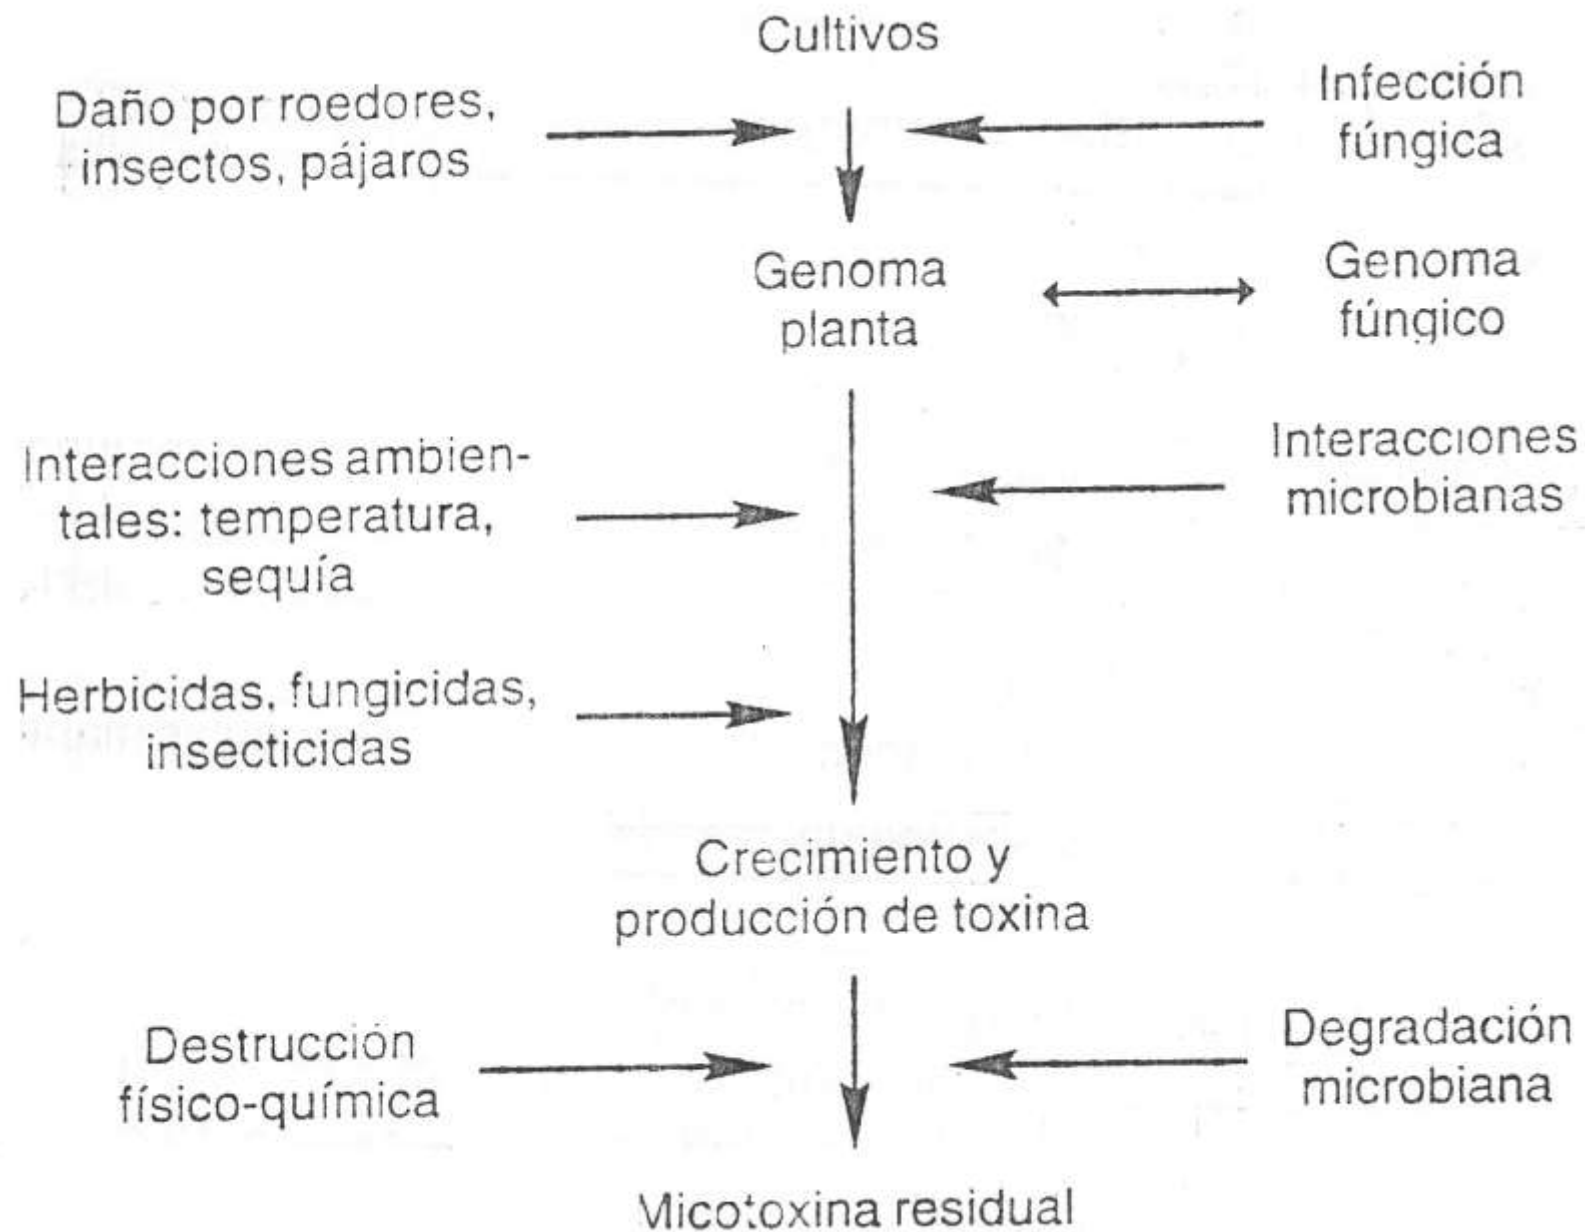 Cultivos
Daño por roedores,
insectos, pájaros
Infección
fúngica
Genoma
planta
Genoma
fúngico
Interacciones ambien-
tales: temperatura,
sequía
Interacciones
microbianas
Herbicidas, fungicidas,
insecticidas
Crecimiento y
producción de toxina
Destrucción
físico-química
Degradación
microbiana
Micotoxina residual